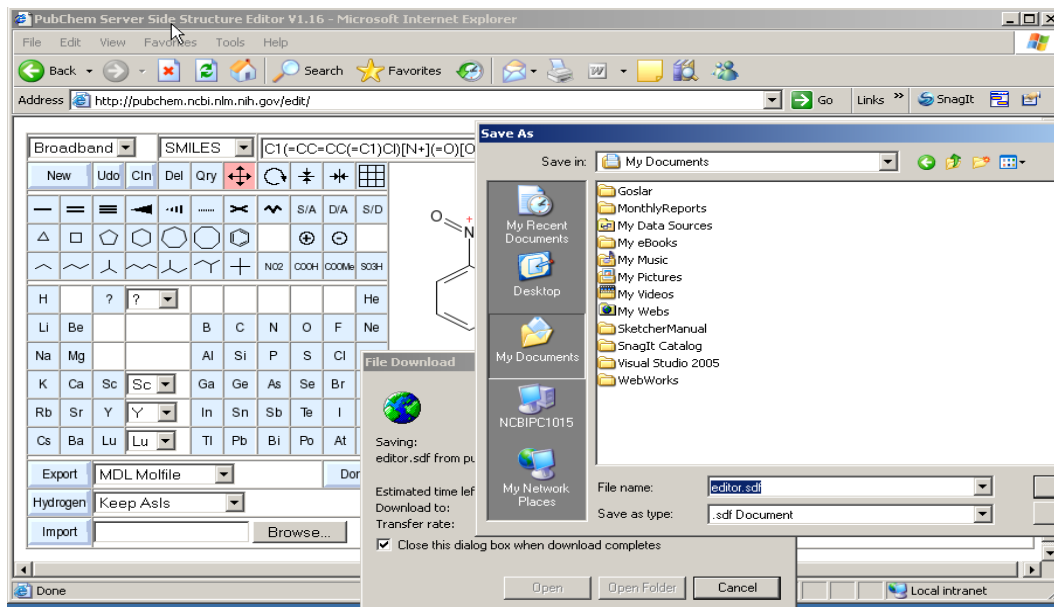 PubChem Server Side Structure Editor V1.16 - Microsoft Internet Explorer
File Edit View Favorites Tools Help
Back Search Favorites
Address http://pubchem.ncbi.nlm.nih.gov/edit/ Go Links » SnagIt
Broadband SMILES C1(=CC=CC(=C1)Cl)[N+](=O)[O
New Udo Cln Del Qry
S/A D/A S/D
NO2 COOH COOMe SO3H
H ? ? He
Li Be B C N O F Ne
Na Mg Al Si P S Cl
K Ca Sc Sc Ga Ge As Se Br
Rb Sr Y Y In Sn Sb Te I
Cs Ba Lu Lu Tl Pb Bi Po At
Export MDL Molfile Dor
Hydrogen Keep AsIs
Import Browse...
O + N
File Download
Saving:
editor.sdf from pu
Estimated time lef
Download to:
Transfer rate:
Close this dialog box when download completes
Open Open Folder Cancel
Save As
Save in: My Documents
My Recent Documents
Desktop
My Documents
NCBIPC1015
My Network Places
Goslar
MonthlyReports
My Data Sources
My eBooks
My Music
My Pictures
My Videos
My Webs
SketcherManual
SnagIt Catalog
Visual Studio 2005
WebWorks
File name: editor.sdf
Save as type: .sdf Document
Done Local intranet